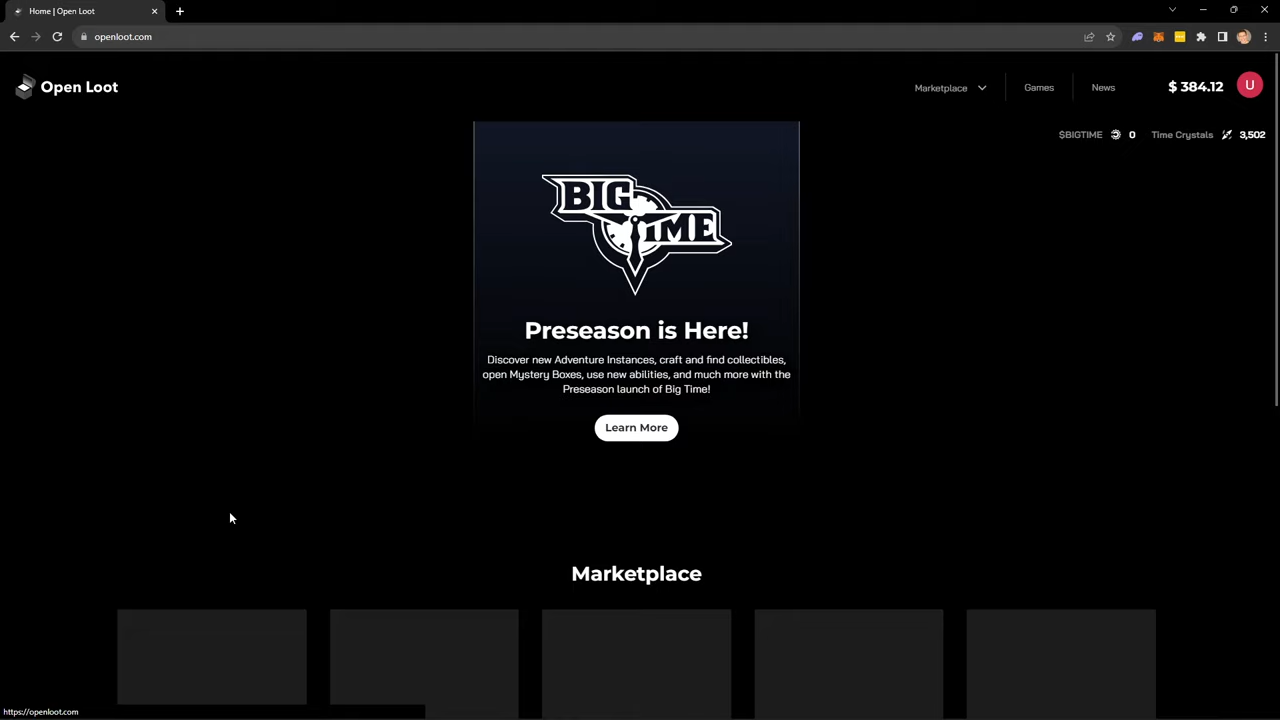 Home | Open Loot
openloot.com
Open Loot
Marketplace
Games
News
$ 384.12
U
$BIGTIME 0 Time Crystals 3,502
BIG
TIME
Preseason is Here!
Discover new Adventure Instances, craft and find collectibles,
open Mystery Boxes, use new abilities, and much more with the
Preseason launch of Big Time!
Learn More
Marketplace
https://openloot.com